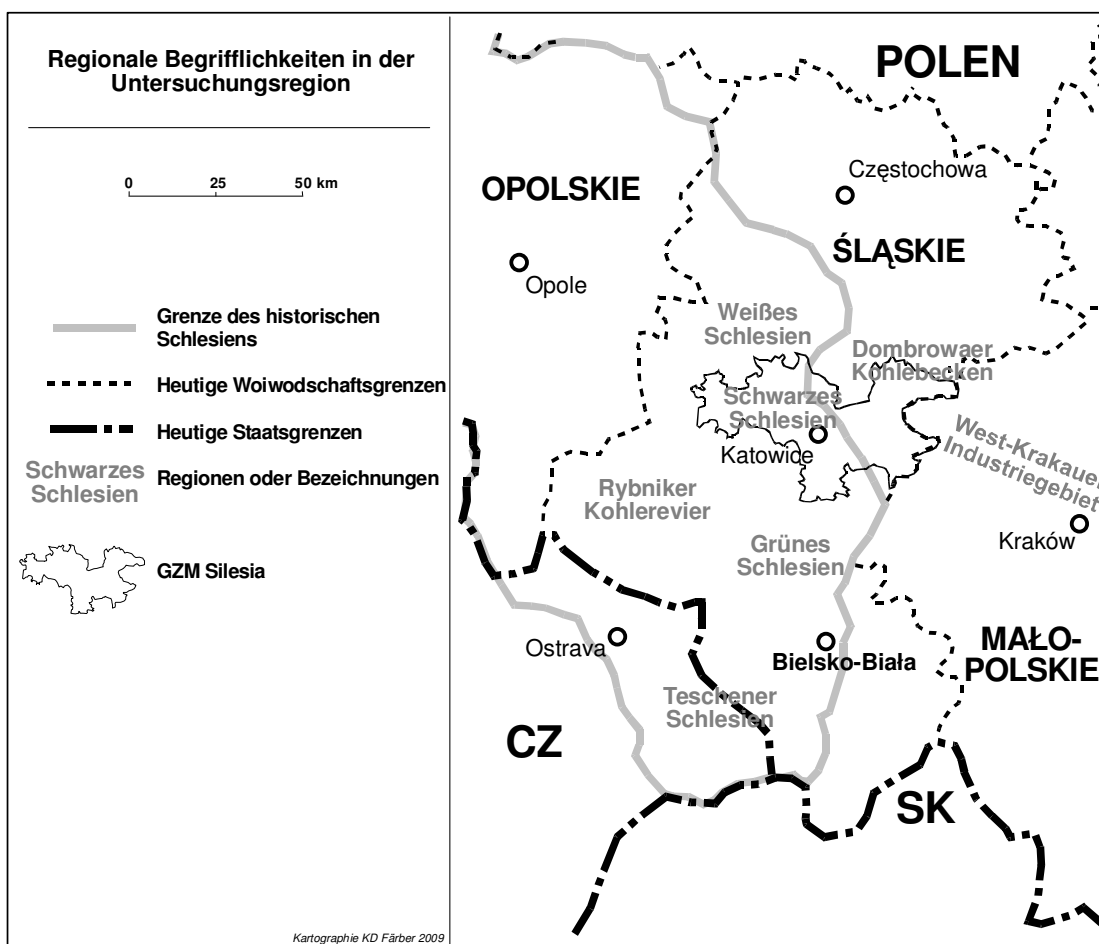 Regionale Begrifflichkeiten in der
Untersuchungsregion
0 25 50 km
Grenze des historischen
Schlesiens
Heutige Woiwodschaftsgrenzen
Heutige Staatsgrenzen
Schwarzes
Schlesien
Regionen oder Bezeichnungen
GZM Silesia
Kartographie KD Färber 2009
POLEN
Częstochowa
OPOLSKIE
ŚLĄSKIE
Opole
Weißes
Schlesien
Dombrowaer
Kohlebecken
Schwarzes
Schlesien
Katowice
West-Krakauer
Industriegebiet
Rybniker
Kohlerevier
Kraków
Grünes
Schlesien
Ostrava
Bielsko-Biała
MAŁO-
POLSKIE
Teschener
Schlesien
CZ
SK